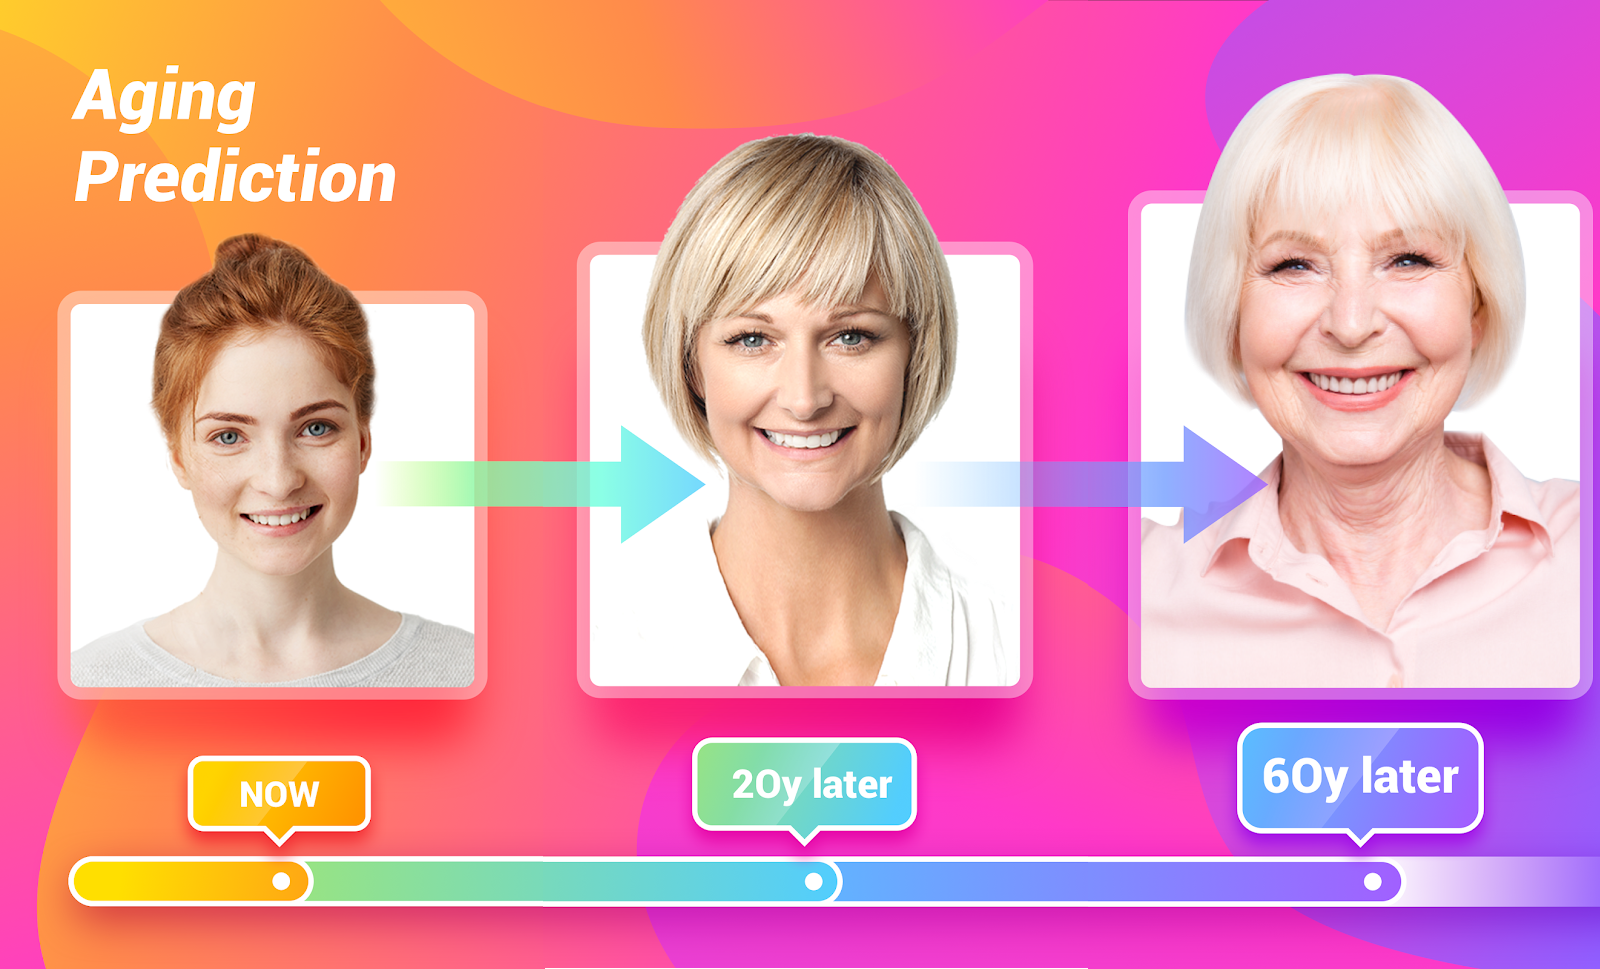 Aging
Prediction
NOW
20y later
60y later